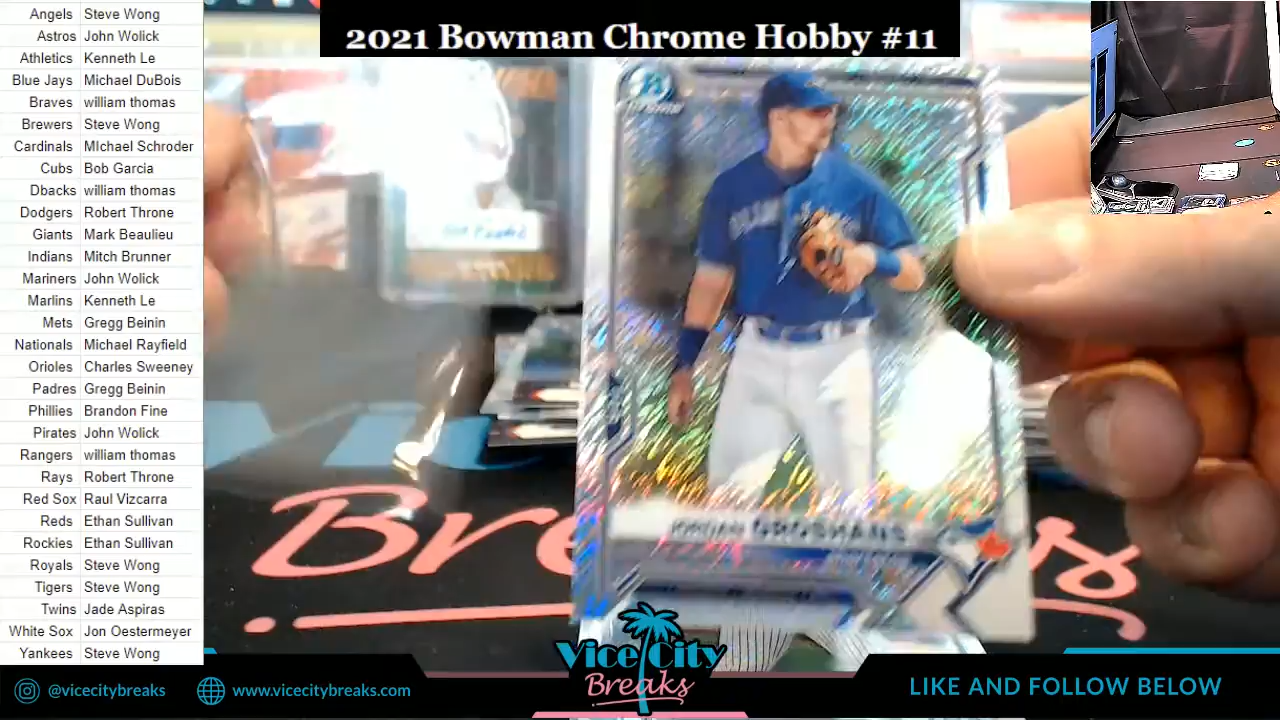 2021 Bowman Chrome Hobby #11
Angels Steve Wong
Astros John Wolick
Athletics Kenneth Le
Blue Jays Michael DuBois
Braves william thomas
Brewers Steve Wong
Cardinals MIchael Schroder
Cubs Bob Garcia
Dbacks william thomas
Dodgers Robert Throne
Giants Mark Beaulieu
Indians Mitch Brunner
Mariners John Wolick
Marlins Kenneth Le
Mets Gregg Beinin
Nationals Michael Rayfield
Orioles Charles Sweeney
Padres Gregg Beinin
Phillies Brandon Fine
Pirates John Wolick
Rangers william thomas
Rays Robert Throne
Red Sox Raul Vizcarra
Reds Ethan Sullivan
Rockies Ethan Sullivan
Royals Steve Wong
Tigers Steve Wong
Twins Jade Aspiras
White Sox Jon Oestermeyer
Yankees Steve Wong
JORDAN GROSHANS
Vice City
Breaks
@vicecitybreaks
www.vicecitybreaks.com
LIKE AND FOLLOW BELOW